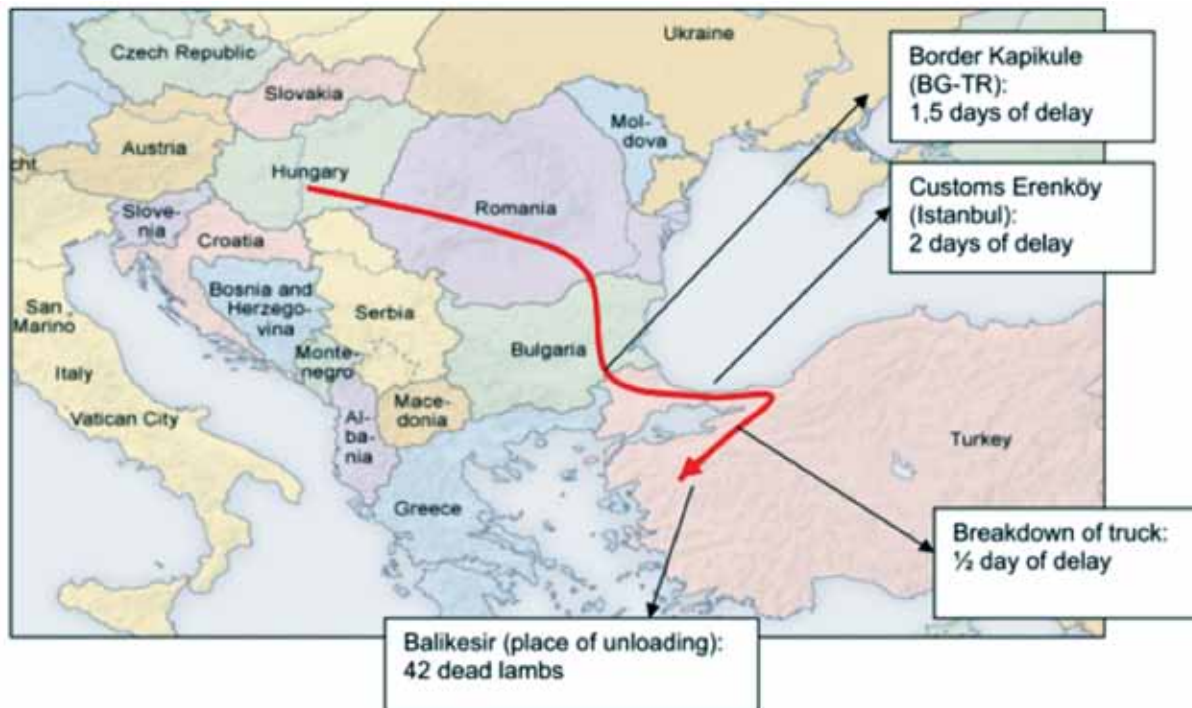 Czech Republic
Ukraine
Slovakia
Mol-
dova
Austria
cht
Hungary
Slove-
nia
Romania
Croatia
Bosnia and
Herzego-
vina
Serbia
San
Marino
Monte-
negro
Bulgaria
Italy
Vatican City
Mace-
donia
Al-
ba-
nia
Greece
Turkey
Border Kapikule
(BG-TR):
1,5 days of delay
Customs Erenköy
(Istanbul):
2 days of delay
Breakdown of truck:
½ day of delay
Balikesir (place of unloading):
42 dead lambs